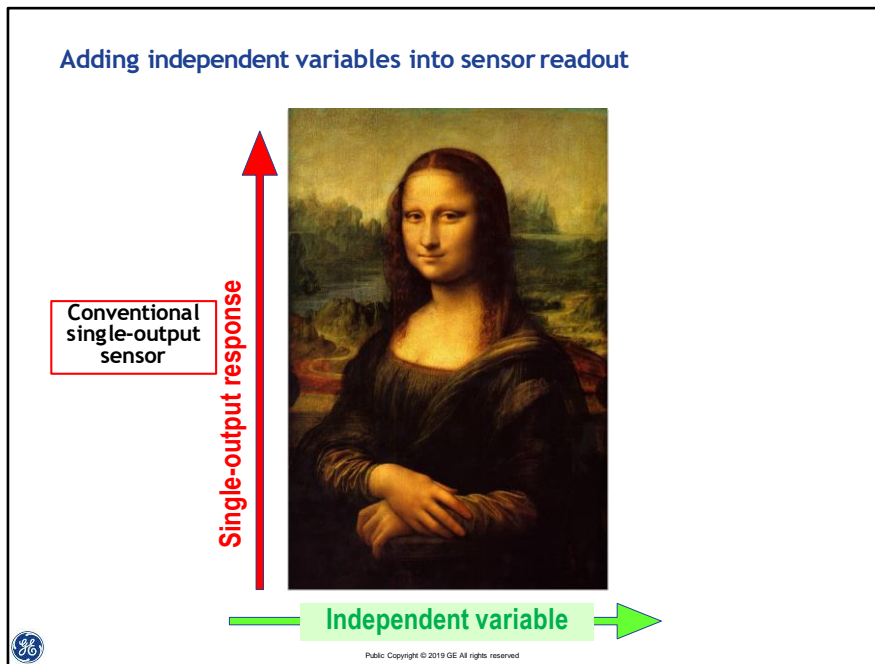 Adding independent variables into sensor readout
Conventional
single-output
sensor
Single-output response
Independent variable
Public Copyright © 2019 GE All rights reserved